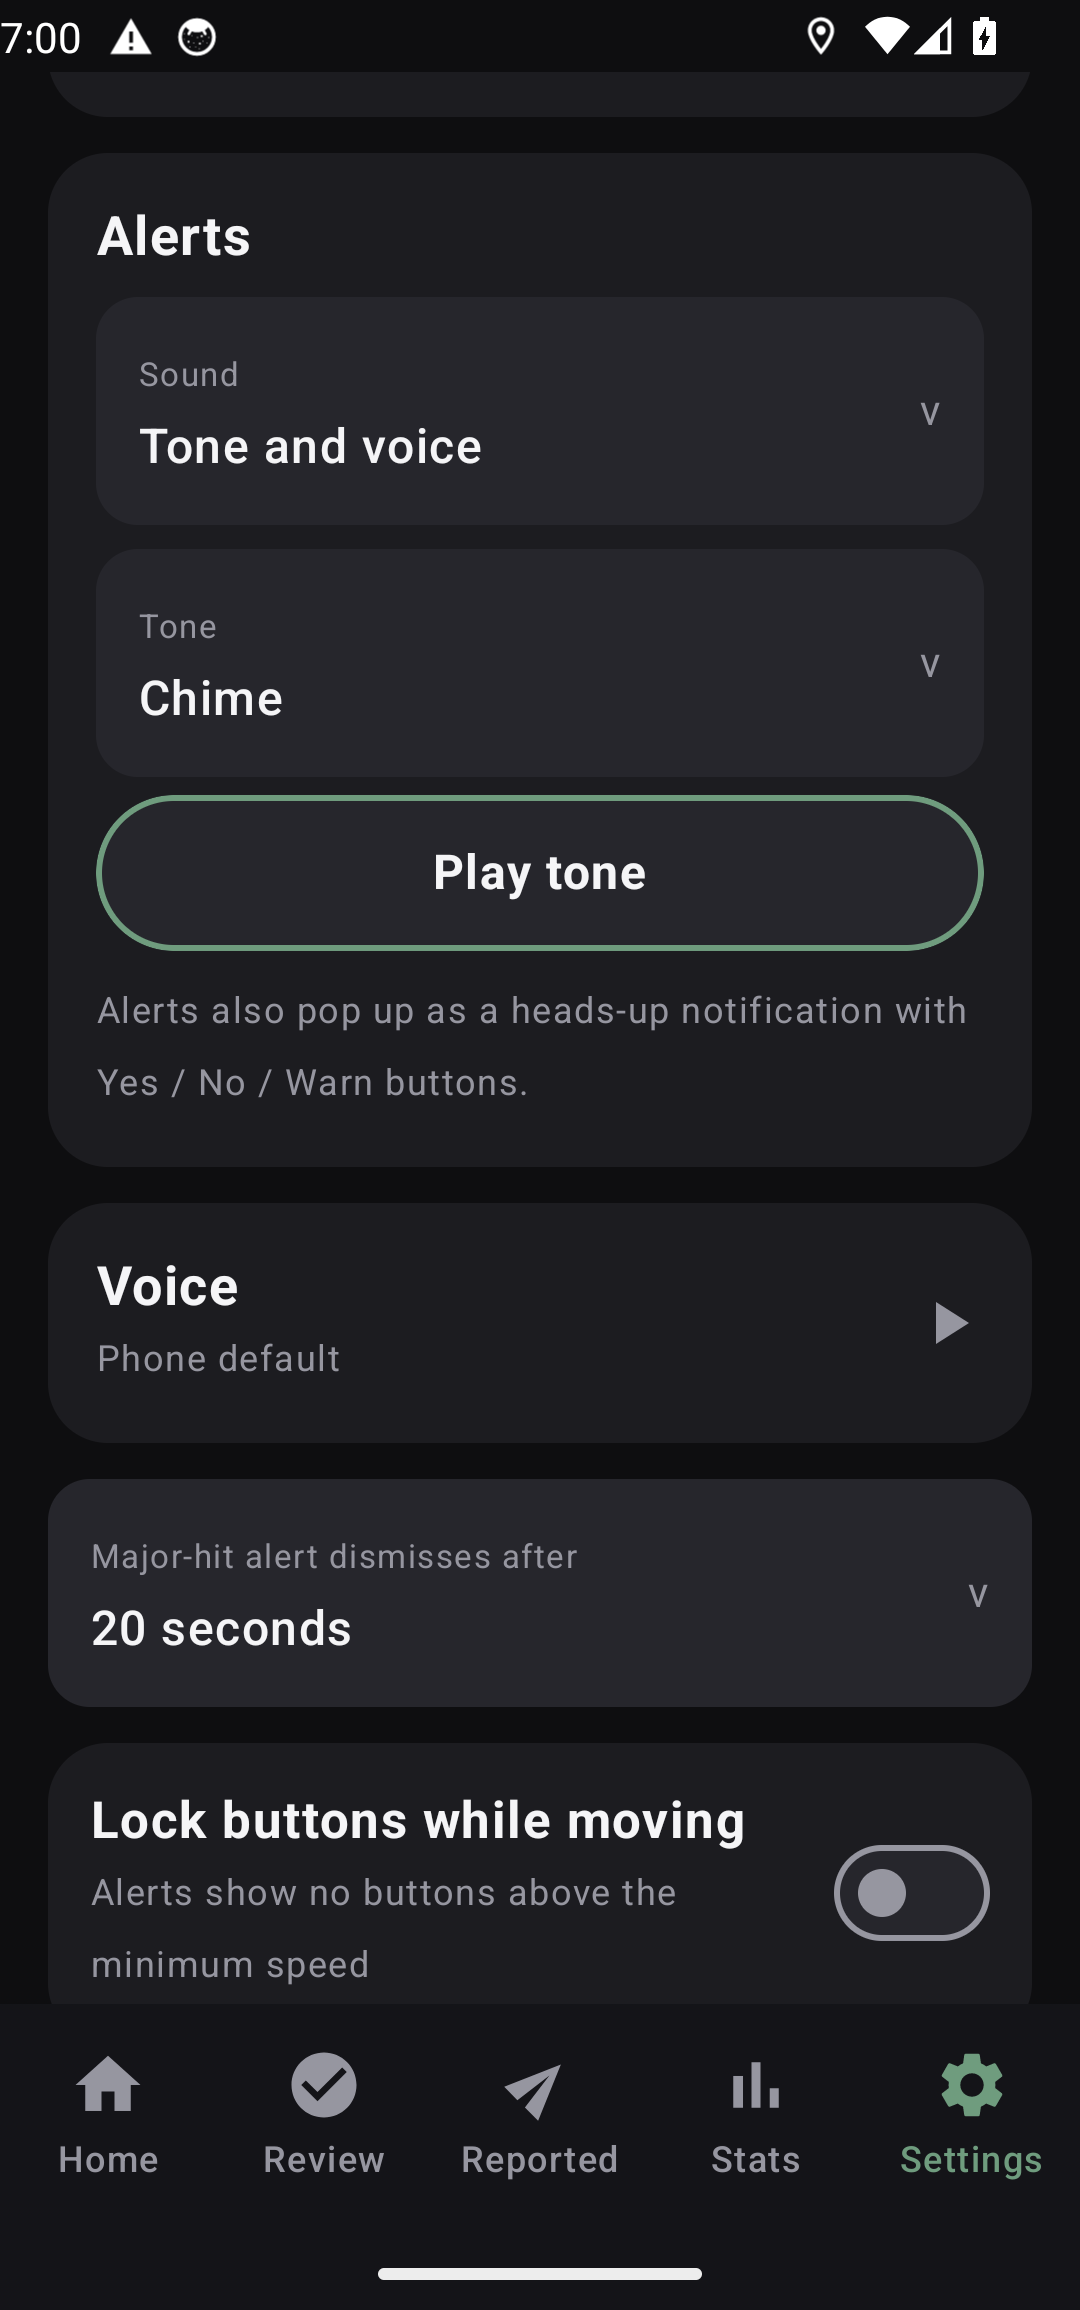 7:00
Alerts
Sound
Tone and voice
v
Tone
Chime
v
Play tone
Alerts also pop up as a heads-up notification with
Yes / No / Warn buttons.
Voice
Phone default
Major-hit alert dismisses after
20 seconds
v
Lock buttons while moving
Alerts show no buttons above the
minimum speed
Home
Review
Reported
Stats
Settings